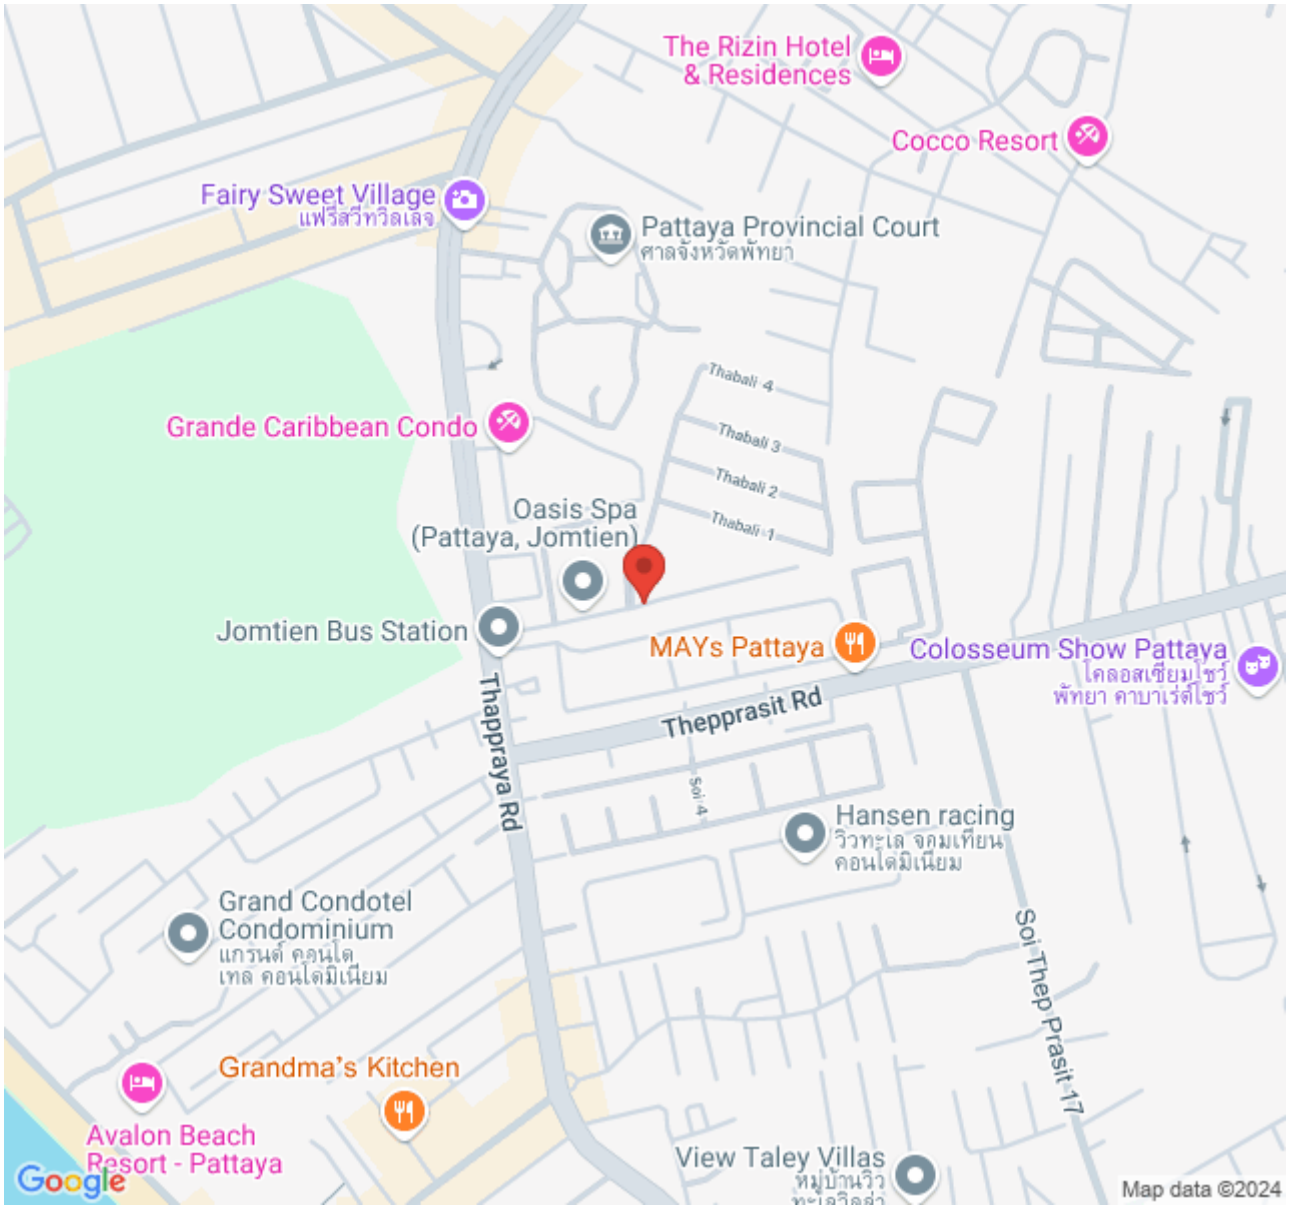 The Rizin Hotel
& Residences
Cocco Resort
Fairy Sweet Village
แฟรี่สวีทวิลเลจ
Pattaya Provincial Court
ศาลจังหวัดพัทยา
Thabali 4
Grande Caribbean Condo
Thabali 3
Thabali 2
Oasis Spa
(Pattaya, Jomtien)
Thabali 1
Jomtien Bus Station
MAYs Pattaya
Colosseum Show Pattaya
โคลอสเซียมโชว์
พัทยา คาบาเร่ต์โชว์
Thepprasit Rd
Thappraya Rd
Soi 4
Hansen racing
วิวทะเล จอมเทียน
คอนโดมิเนียม
Grand Condotel
Condominium
แกรนด์ คอนโด
เทล คอนโดมิเนียม
Soi Thep Prasit 17
Grandma's Kitchen
Avalon Beach
Resort - Pattaya
View Taley Villas
หมู่บ้านวิว
ทะเลวิลล่า
Google
Map data ©2024